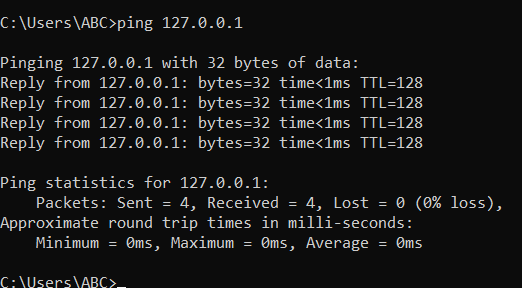 C:\Users\ABC>ping 127.0.0.1
Pinging 127.0.0.1 with 32 bytes of data:
Reply from 127.0.0.1: bytes=32 time<1ms TTL=128
Reply from 127.0.0.1: bytes=32 time<1ms TTL=128
Reply from 127.0.0.1: bytes=32 time<1ms TTL=128
Reply from 127.0.0.1: bytes=32 time<1ms TTL=128
Ping statistics for 127.0.0.1:
    Packets: Sent = 4, Received = 4, Lost = 0 (0% loss),
Approximate round trip times in milli-seconds:
    Minimum = 0ms, Maximum = 0ms, Average = 0ms
C:\Users\ABC>_